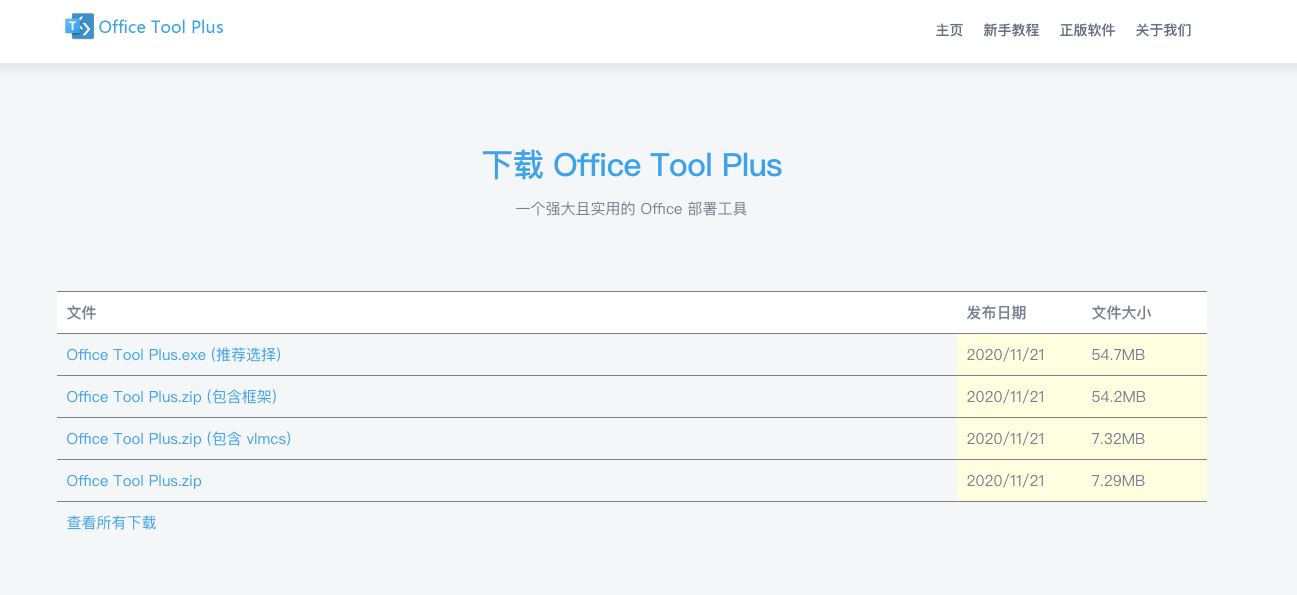 Office Tool Plus
主页 新手教程 正版软件 关于我们
下载 Office Tool Plus
一个强大且实用的 Office 部署工具
文件 发布日期 文件大小
Office Tool Plus.exe (推荐选择) 2020/11/21 54.7MB
Office Tool Plus.zip (包含框架) 2020/11/21 54.2MB
Office Tool Plus.zip (包含 vlmcs) 2020/11/21 7.32MB
Office Tool Plus.zip 2020/11/21 7.29MB
查看所有下载